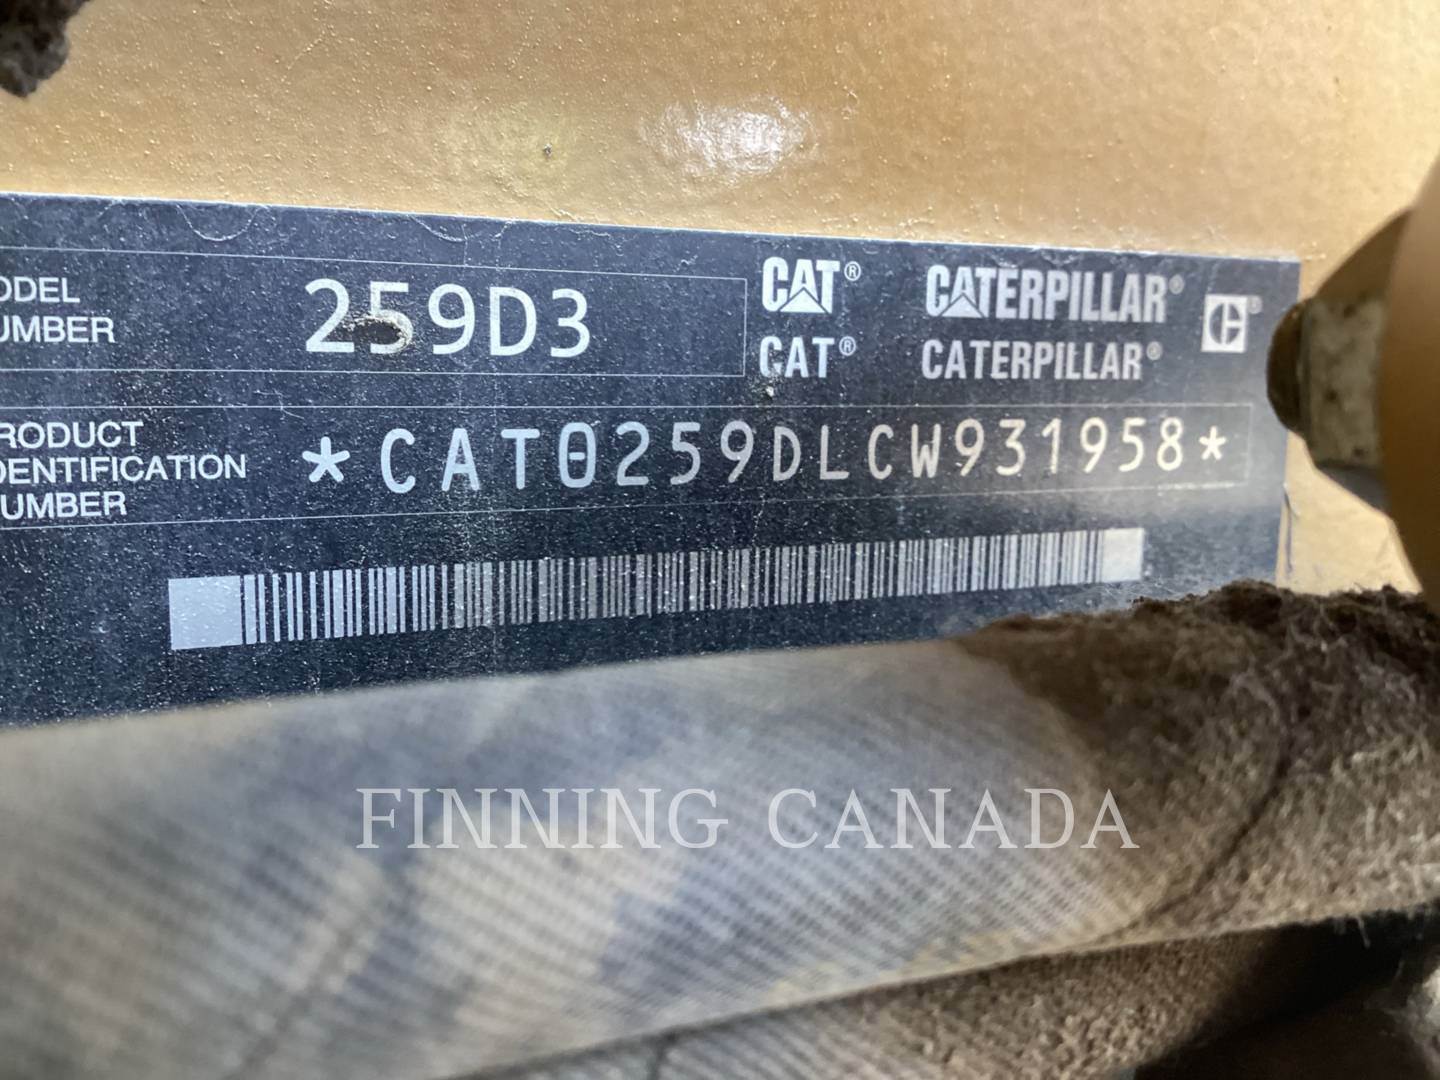 ODEL
UMBER
259D3
CAT® CATERPILLAR®
CAT® CATERPILLAR®
C®
RODUCT
DENTIFICATION
UMBER
*CAT0259DLCW931958*
FINNING CANADA